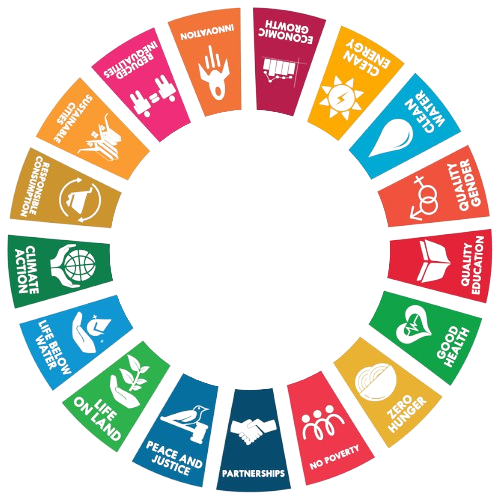 NO POVERTY
ZERO
HUNGER
GOOD
HEALTH
QUALITY
EDUCATION
QUALITY
GENDER
CLEAN
WATER
CLEAN
ENERGY
ECONOMIC
GROWTH
INNOVATION
REDUCED
INEQUALITIES
SUSTAINABLE
CITIES
RESPONSIBLE
CONSUMPTION
CLIMATE
ACTION
LIFE BELOW
WATER
LIFE
ON LAND
PEACE AND
JUSTICE
PARTNERSHIPS